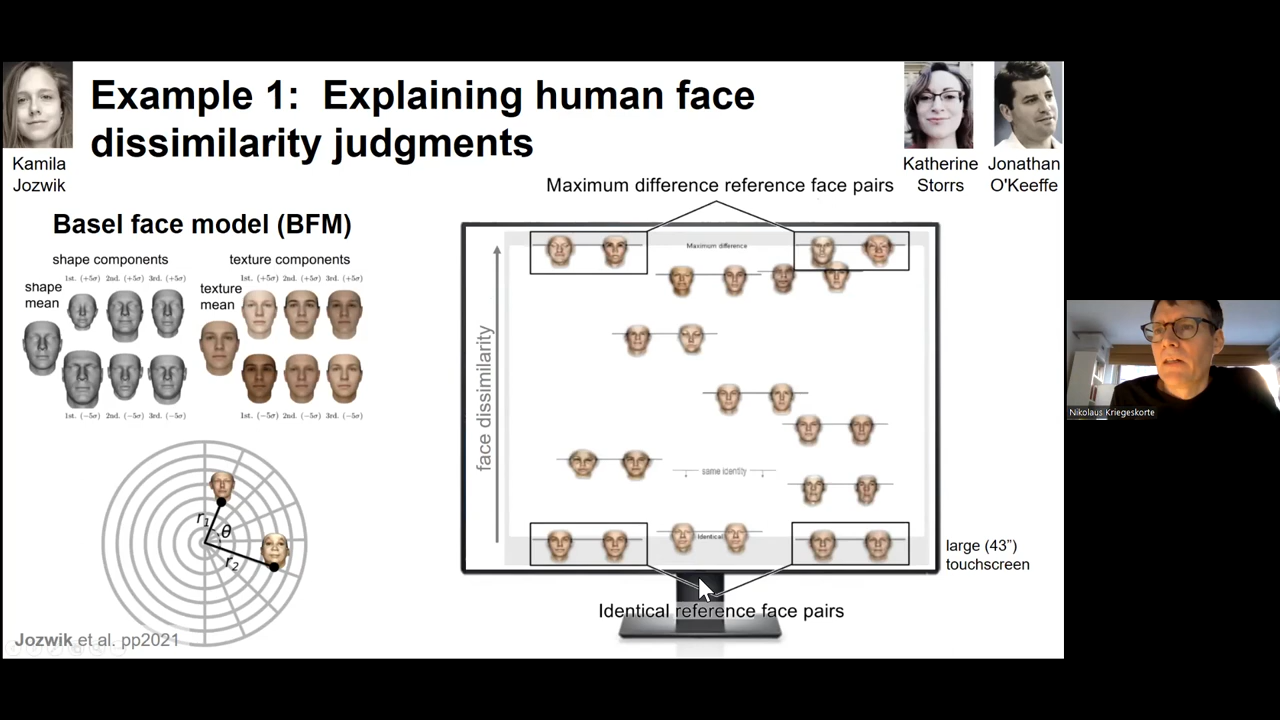 Example 1: Explaining human face
dissimilarity judgments
Kamila
Jozwik
Katherine
Storrs
Jonathan
O'Keeffe
Basel face model (BFM)
shape components
texture components
1st. (+5σ) 2nd. (+5σ) 3rd. (+5σ)
1st. (+5σ) 2nd. (+5σ) 3rd. (+5σ)
shape
mean
texture
mean
1st. (−5σ) 2nd. (−5σ) 3rd. (−5σ)
1st. (−5σ) 2nd. (−5σ) 3rd. (−5σ)
r1
θ
r2
Jozwik et al. pp2021
Maximum difference reference face pairs
Maximum difference
face dissimilarity
same identity
Identical
Identical reference face pairs
large (43”)
touchscreen
Nikolaus Kriegeskorte